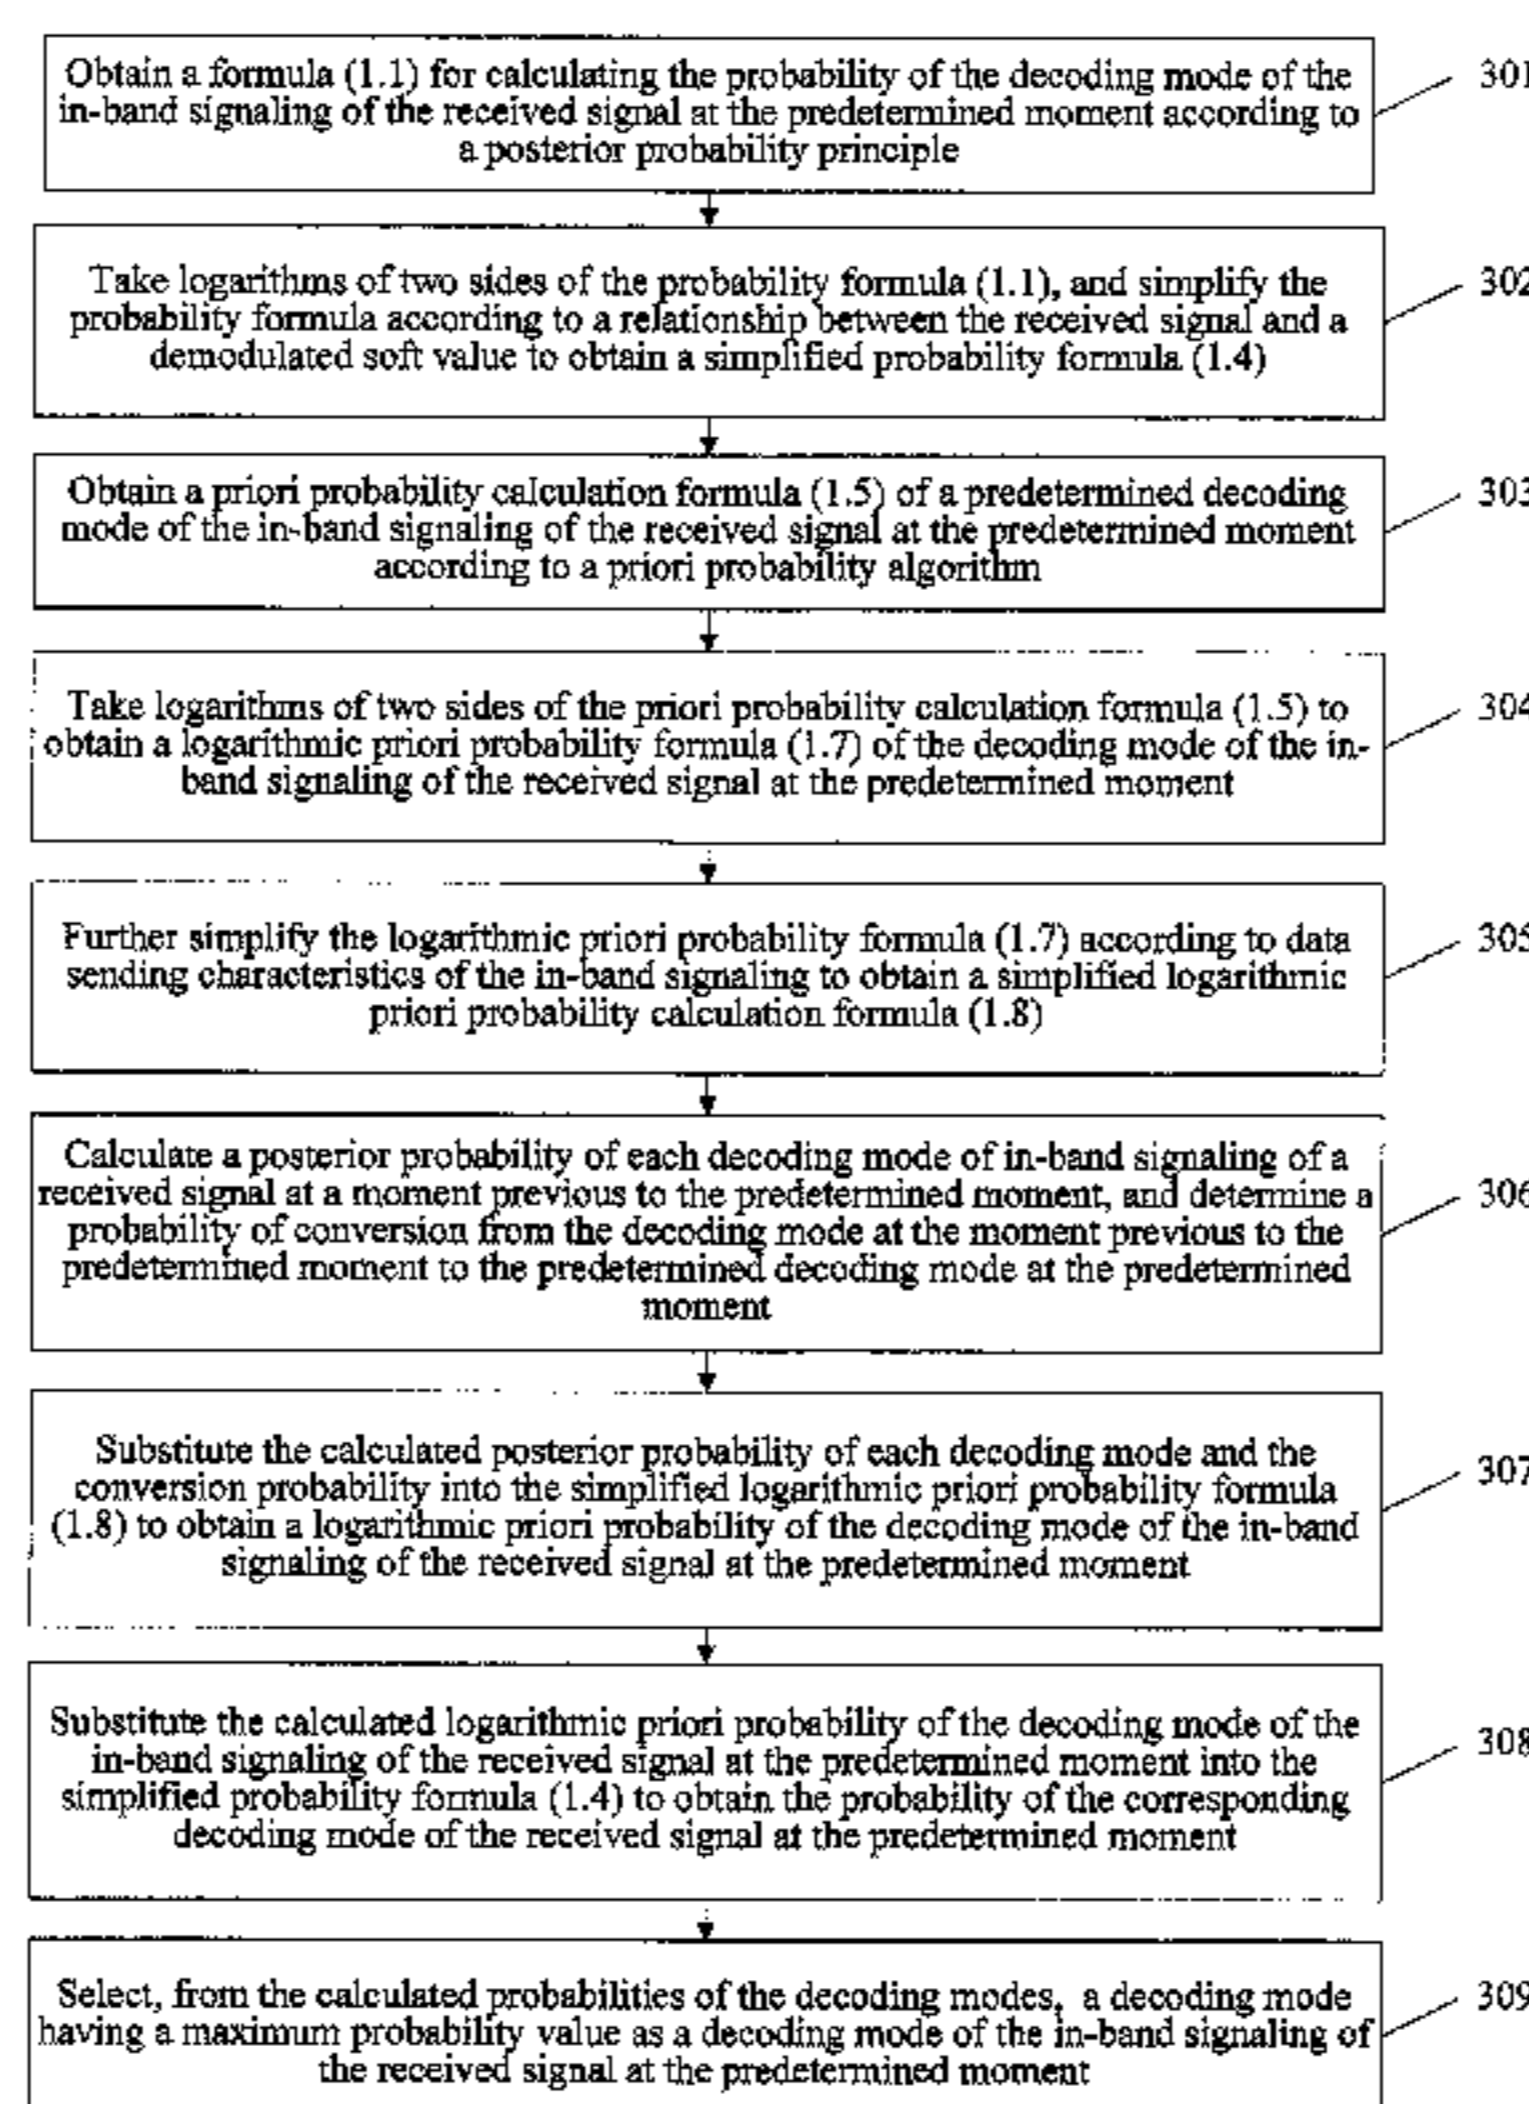 Obtain a formula (1.1) for calculating the probability of the decoding mode of the
in-band signaling of the received signal at the predetermined moment according to
a posterior probability principle
301
Take logarithms of two sides of the probability formula (1.1), and simplify the
probability formula according to a relationship between the received signal and a
demodulated soft value to obtain a simplified probability formula (1.4)
302
Obtain a priori probability calculation formula (1.5) of a predetermined decoding
mode of the in-band signaling of the received signal at the predetermined moment
according to a priori probability algorithm
303
Take logarithms of two sides of the priori probability calculation formula (1.5) to
obtain a logarithmic priori probability formula (1.7) of the decoding mode of the in-
band signaling of the received signal at the predetermined moment
304
Further simplify the logarithmic priori probability formula (1.7) according to data
sending characteristics of the in-band signaling to obtain a simplified logarithmic
priori probability calculation formula (1.8)
305
Calculate a posterior probability of each decoding mode of in-band signaling of a
received signal at a moment previous to the predetermined moment, and determine a
probability of conversion from the decoding mode at the moment previous to the
predetermined moment to the predetermined decoding mode at the predetermined
moment
306
Substitute the calculated posterior probability of each decoding mode and the
conversion probability into the simplified logarithmic priori probability formula
(1.8) to obtain a logarithmic priori probability of the decoding mode of the in-band
signaling of the received signal at the predetermined moment
307
Substitute the calculated logarithmic priori probability of the decoding mode of the
in-band signaling of the received signal at the predetermined moment into the
simplified probability formula (1.4) to obtain the probability of the corresponding
decoding mode of the received signal at the predetermined moment
308
Select, from the calculated probabilities of the decoding modes, a decoding mode
having a maximum probability value as a decoding mode of the in-band signaling of
the received signal at the predetermined moment
309